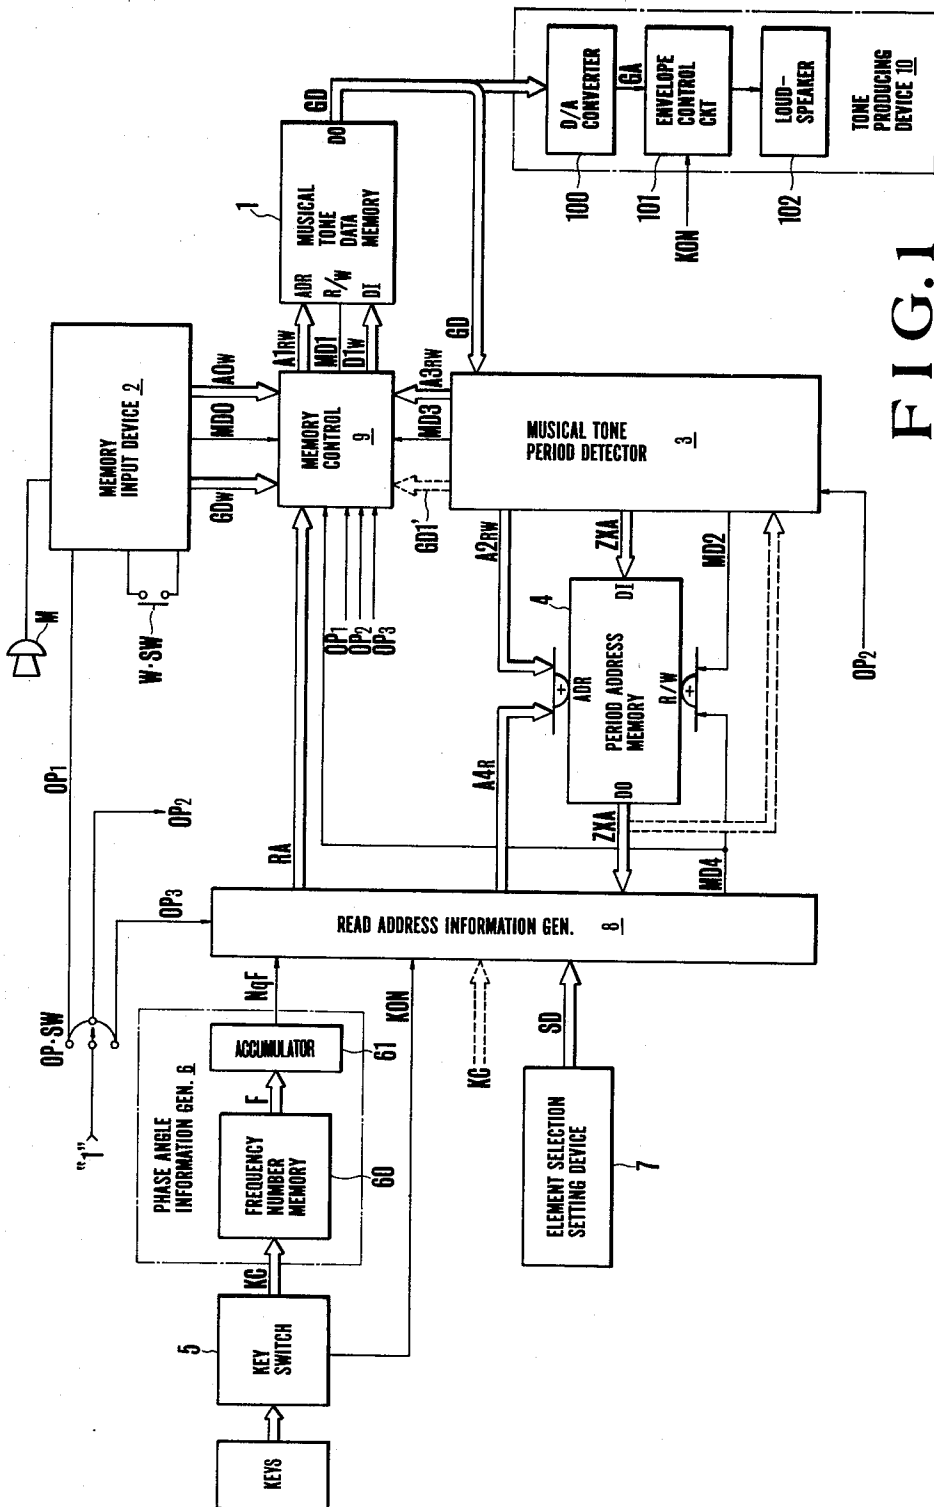 KEYS
5
KEY
SWITCH
KC
PHASE ANGLE
INFORMATION GEN. 6
FREQUENCY
NUMBER
MEMORY
60
F
ACCUMULATOR
61
NqF
KON
"1"
OP·SW
OP1
OP2
OP3
KC
SD
ELEMENT SELECTION
SETTING DEVICE
7
READ ADDRESS INFORMATION GEN. 8
RA
A4R
ZXA
MD4
M
W·SW
MEMORY
INPUT DEVICE 2
GDW
MD0
A0W
OP1
OP2
OP3
MEMORY
CONTROL
9
A1RW
MD1
D1W
1
ADR
R/W
DI
MUSICAL
TONE
DATA
MEMORY
DO
GD
GD
GD1'
MD3
A3RW
MUSICAL TONE
PERIOD DETECTOR 3
A2RW
ZXA
MD2
OP2
4
ADR
DI
DO
R/W
PERIOD ADDRESS
MEMORY
D/A
CONVERTER
100
GA
ENVELOPE
CONTROL
CKT
101
KON
LOUD-
SPEAKER
102
TONE
PRODUCING
DEVICE 10
FIG.1